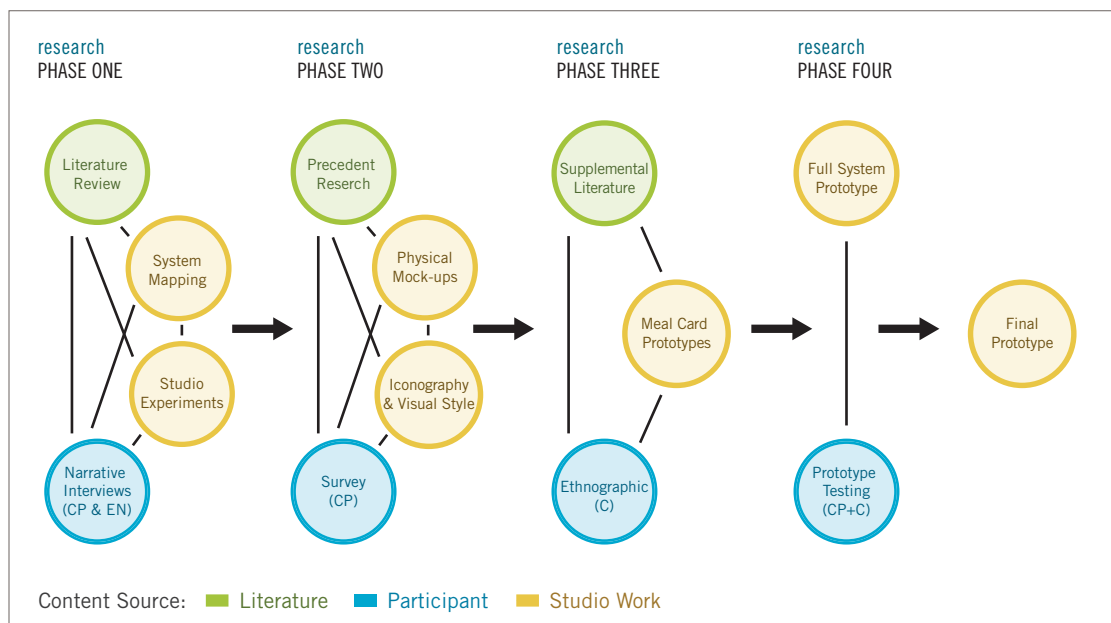 research
PHASE ONE
research
PHASE TWO
research
PHASE THREE
research
PHASE FOUR
Literature
Review
System
Mapping
Studio
Experiments
Narrative
Interviews
(CP & EN)
Precedent
Reserch
Physical
Mock-ups
Iconography
& Visual Style
Survey
(CP)
Supplemental
Literature
Meal Card
Prototypes
Ethnographic
(C)
Full System
Prototype
Prototype
Testing
(CP+C)
Final
Prototype
Content Source: Literature Participant Studio Work